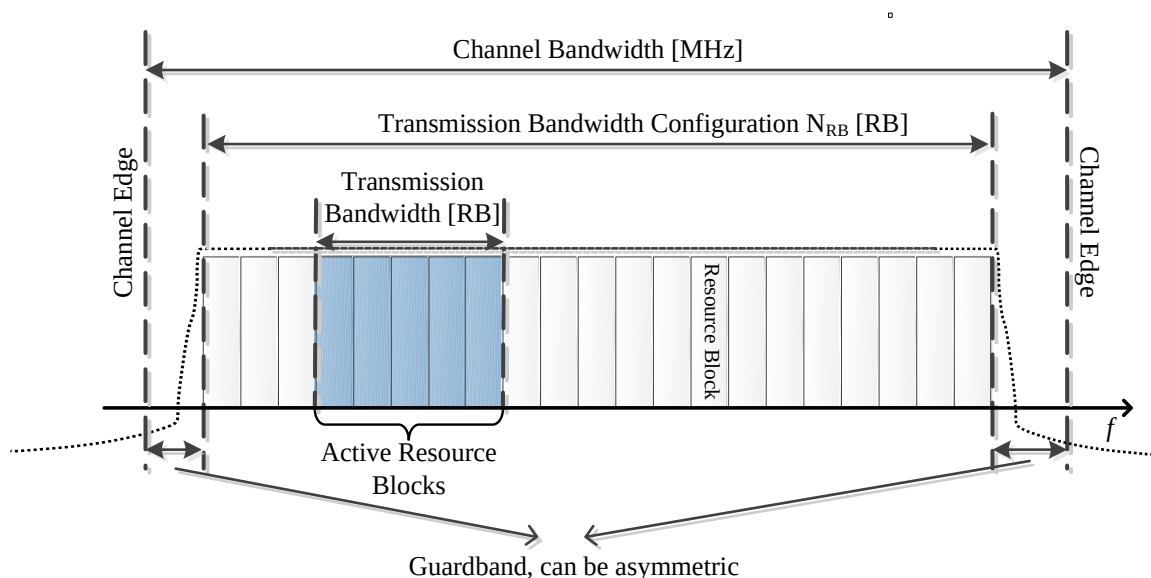 Channel Bandwidth [MHz]
Transmission Bandwidth Configuration N_RB [RB]
Channel Edge
Channel Edge
Transmission
Bandwidth [RB]
Resource Block
f
Active Resource
Blocks
Guardband, can be asymmetric